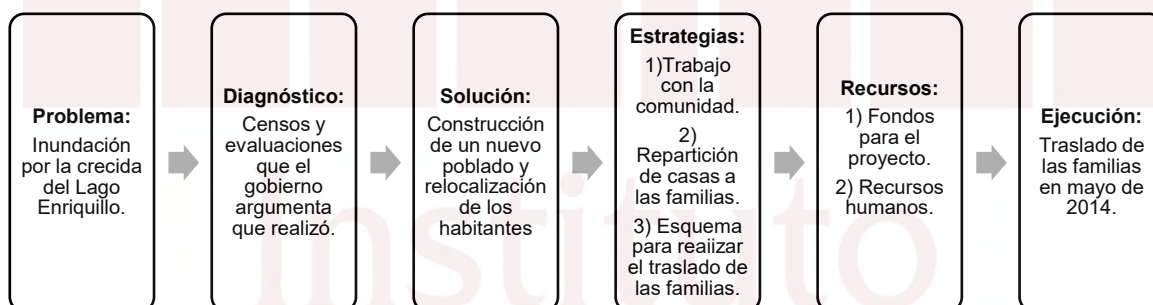 Problema:
Inundación
por la crecida
del Lago
Enriquillo.
Diagnóstico:
Censos y
evaluaciones
que el
gobierno
argumenta
que realizó.
Solución:
Construcción
de un nuevo
poblado y
relocalización
de los
habitantes
Estrategias:
1)Trabajo
con la
comunidad.
2)
Repartición
de casas a
las familias.
3) Esquema
para reaiizar
el traslado de
las familias.
Recursos:
1) Fondos
para el
proyecto.
2) Recursos
humanos.
Ejecución:
Traslado de
las familias
en mayo de
2014.
Instituto